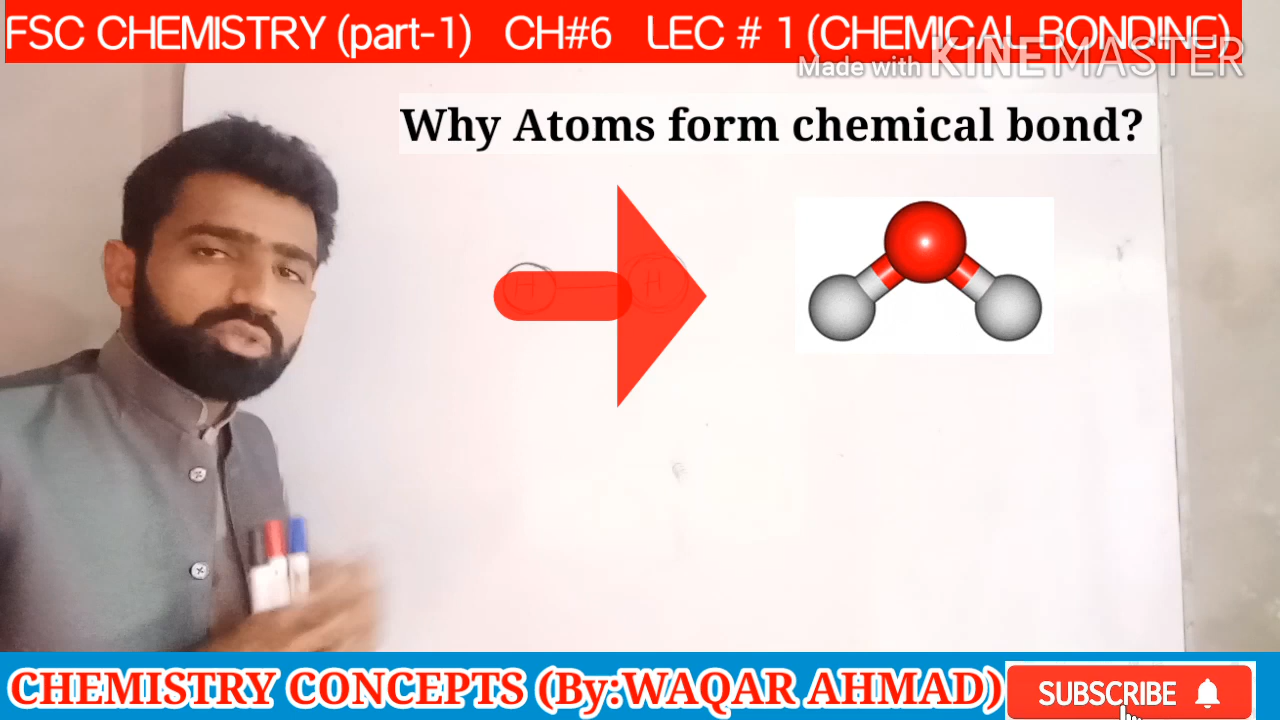 FSC CHEMISTRY (part-1) CH#6 LEC # 1 (CHEMICAL BONDING)
Made with KINEMASTER
Why Atoms form chemical bond?
H H
CHEMISTRY CONCEPTS (By:WAQAR AHMAD)
SUBSCRIBE